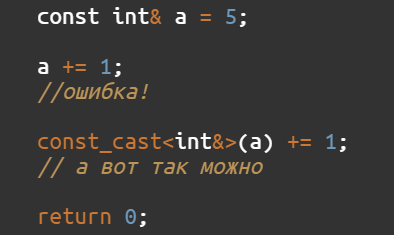 const int& a = 5;
a += 1;
//ошибка!
const_cast<int&>(a) += 1;
// а вот так можно
return 0;